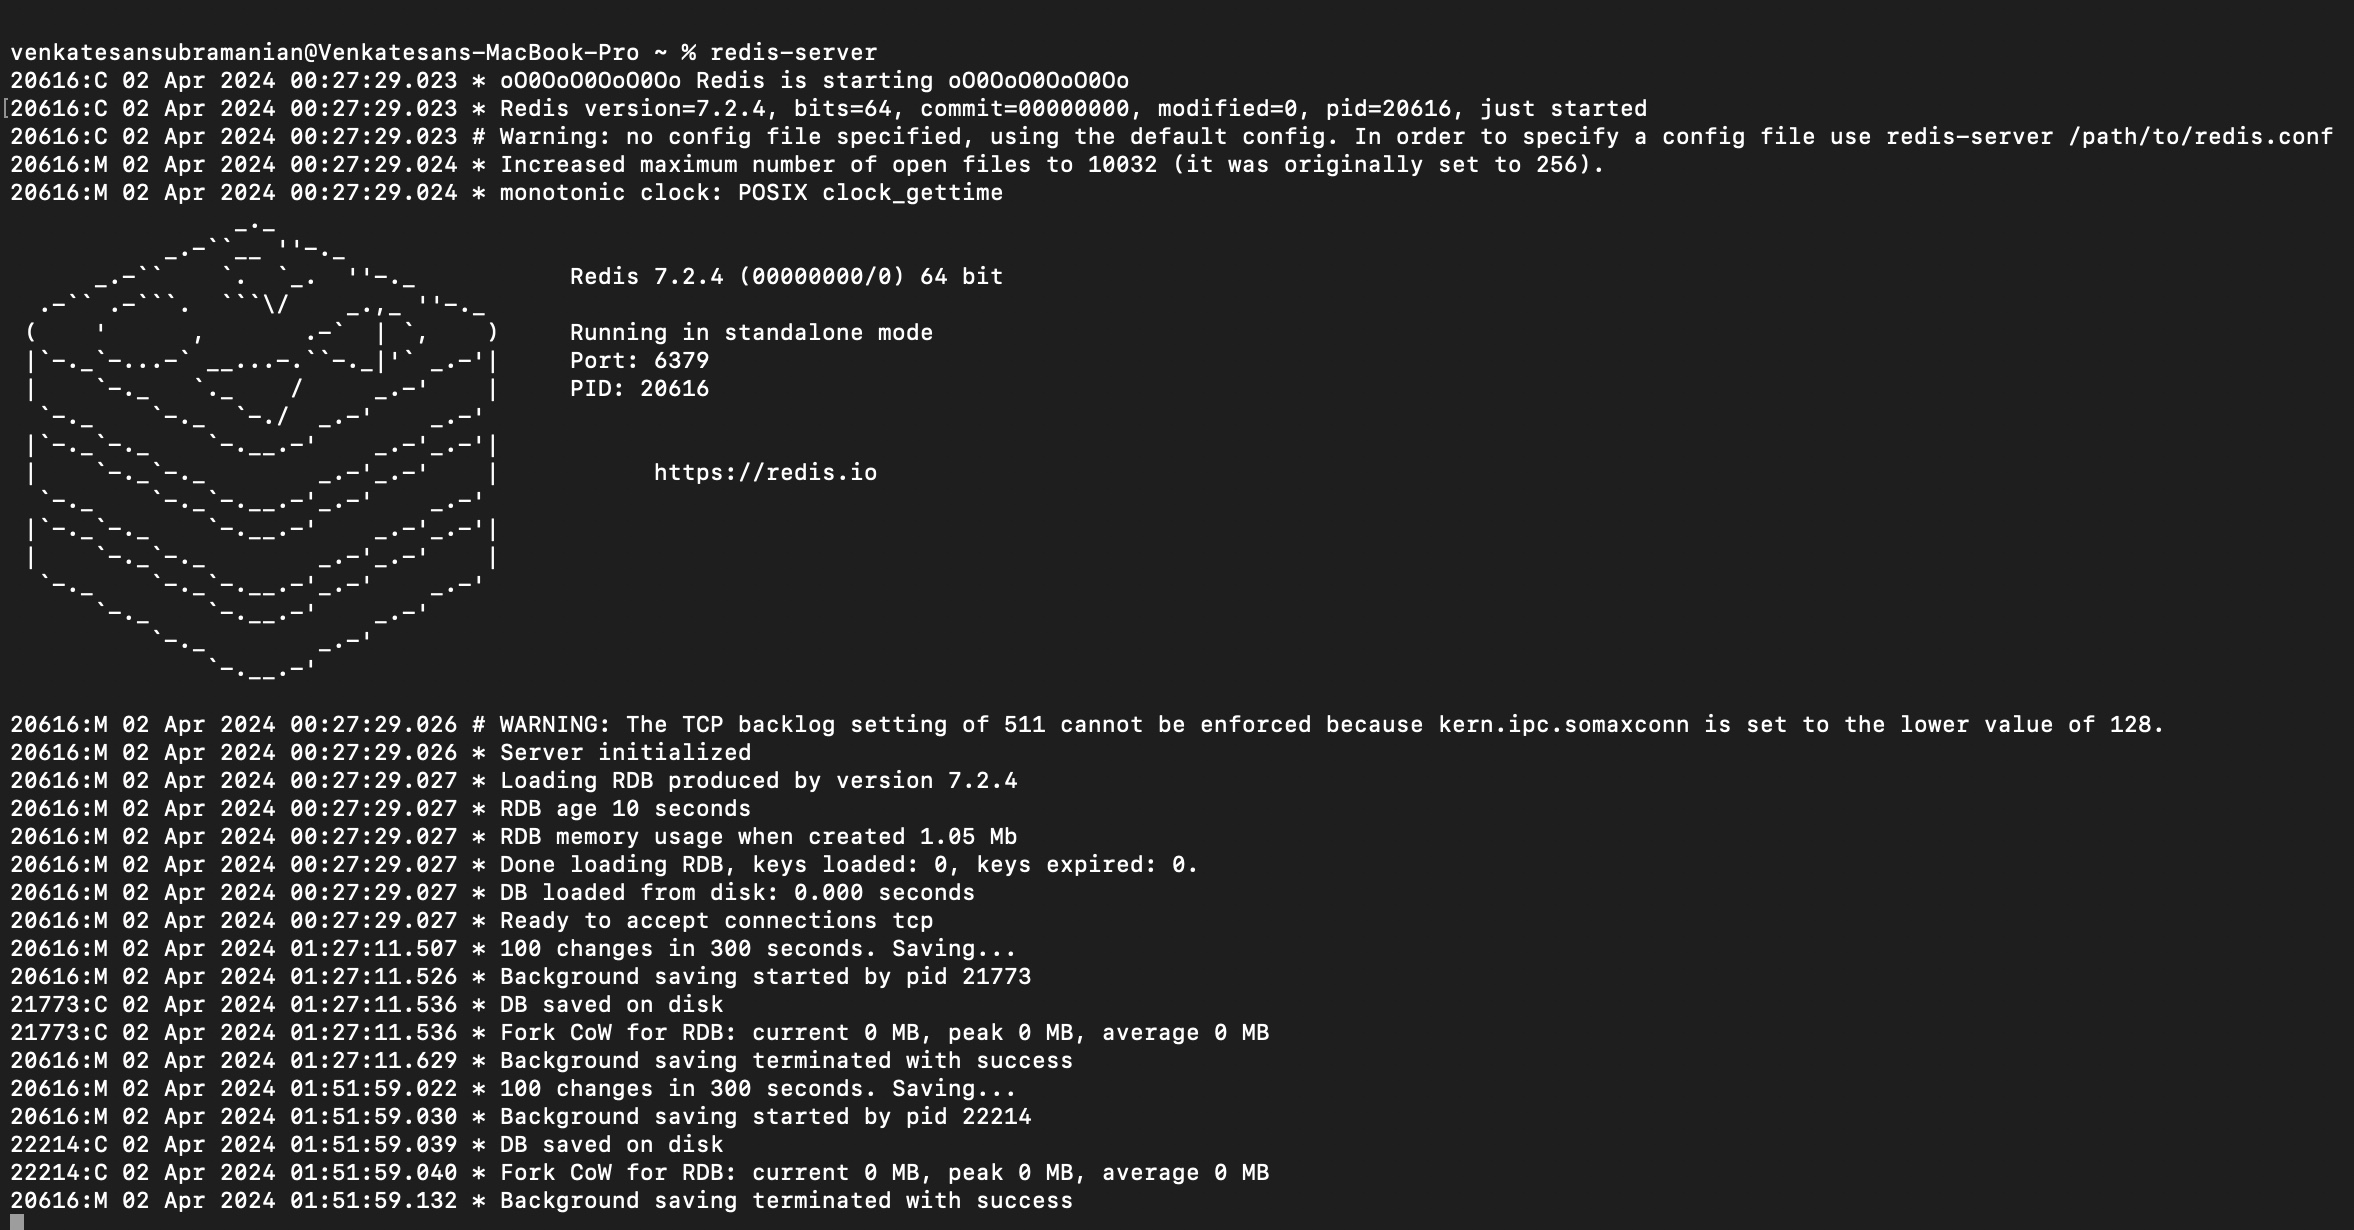 venkatesansubramanian@Venkatesans-MacBook-Pro ~ % redis-server
20616:C 02 Apr 2024 00:27:29.023 * oO0OoO0OoO0Oo Redis is starting oO0OoO0OoO0Oo
20616:C 02 Apr 2024 00:27:29.023 * Redis version=7.2.4, bits=64, commit=00000000, modified=0, pid=20616, just started
20616:C 02 Apr 2024 00:27:29.023 # Warning: no config file specified, using the default config. In order to specify a config file use redis-server /path/to/redis.conf
20616:M 02 Apr 2024 00:27:29.024 * Increased maximum number of open files to 10032 (it was originally set to 256).
20616:M 02 Apr 2024 00:27:29.024 * monotonic clock: POSIX clock_gettime
Redis 7.2.4 (00000000/0) 64 bit
Running in standalone mode
Port: 6379
PID: 20616
https://redis.io
20616:M 02 Apr 2024 00:27:29.026 # WARNING: The TCP backlog setting of 511 cannot be enforced because kern.ipc.somaxconn is set to the lower value of 128.
20616:M 02 Apr 2024 00:27:29.026 * Server initialized
20616:M 02 Apr 2024 00:27:29.027 * Loading RDB produced by version 7.2.4
20616:M 02 Apr 2024 00:27:29.027 * RDB age 10 seconds
20616:M 02 Apr 2024 00:27:29.027 * RDB memory usage when created 1.05 Mb
20616:M 02 Apr 2024 00:27:29.027 * Done loading RDB, keys loaded: 0, keys expired: 0.
20616:M 02 Apr 2024 00:27:29.027 * DB loaded from disk: 0.000 seconds
20616:M 02 Apr 2024 00:27:29.027 * Ready to accept connections tcp
20616:M 02 Apr 2024 01:27:11.507 * 100 changes in 300 seconds. Saving...
20616:M 02 Apr 2024 01:27:11.526 * Background saving started by pid 21773
21773:C 02 Apr 2024 01:27:11.536 * DB saved on disk
21773:C 02 Apr 2024 01:27:11.536 * Fork CoW for RDB: current 0 MB, peak 0 MB, average 0 MB
20616:M 02 Apr 2024 01:27:11.629 * Background saving terminated with success
20616:M 02 Apr 2024 01:51:59.022 * 100 changes in 300 seconds. Saving...
20616:M 02 Apr 2024 01:51:59.030 * Background saving started by pid 22214
22214:C 02 Apr 2024 01:51:59.039 * DB saved on disk
22214:C 02 Apr 2024 01:51:59.040 * Fork CoW for RDB: current 0 MB, peak 0 MB, average 0 MB
20616:M 02 Apr 2024 01:51:59.132 * Background saving terminated with success